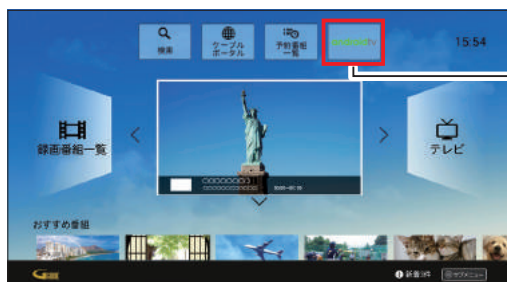 検索
ケーブル
ポータル
予約番組
一覧
androidtv
15:54
録画番組一覧
テレビ
おすすめ番組
新着9件
サブメニュー